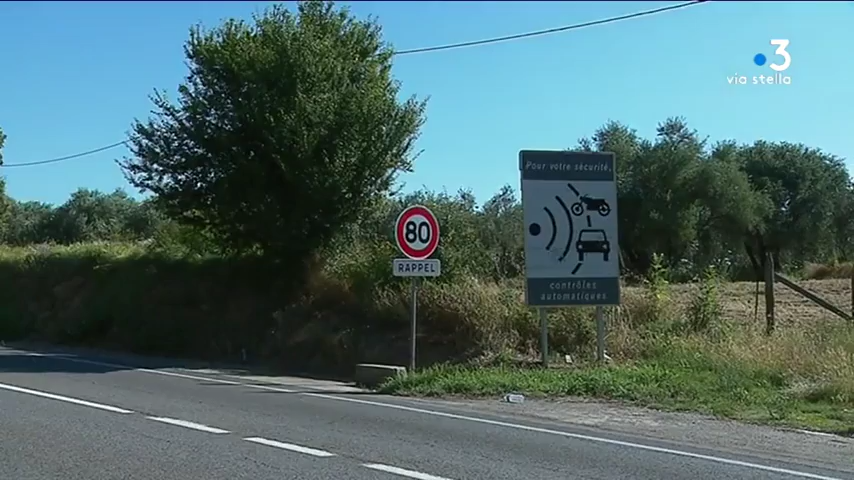 3
via stella
Pour votre sécurité,
80
RAPPEL
contrôles
automatiques